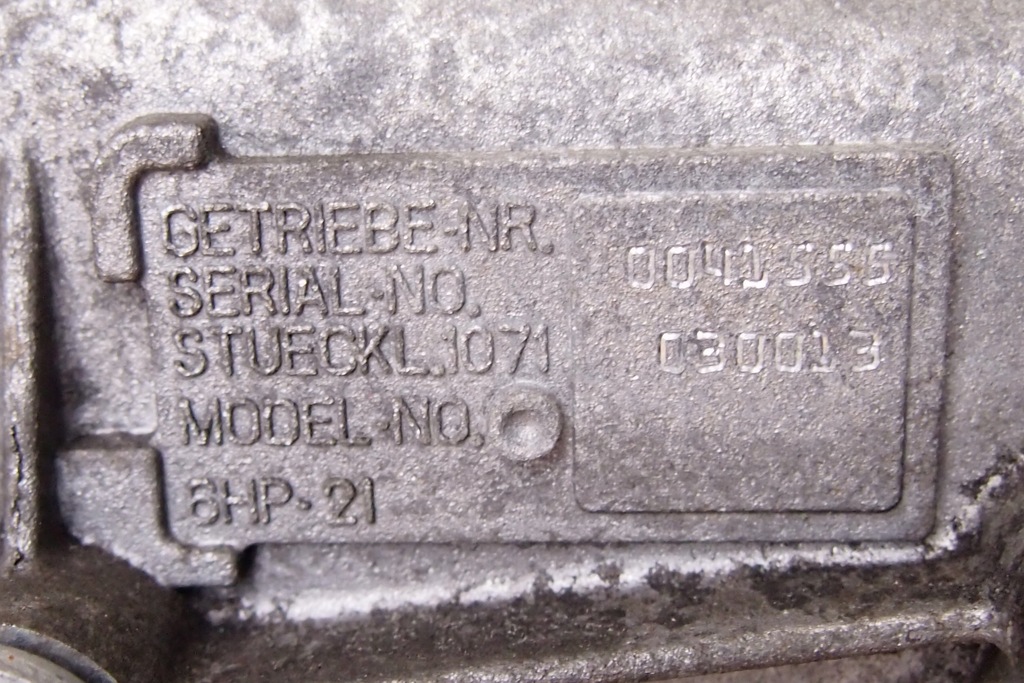 GETRIEBE-NR.
SERIAL-NO. 0041555
STUECKL.1071 030013
MODEL-NO.
6HP-21